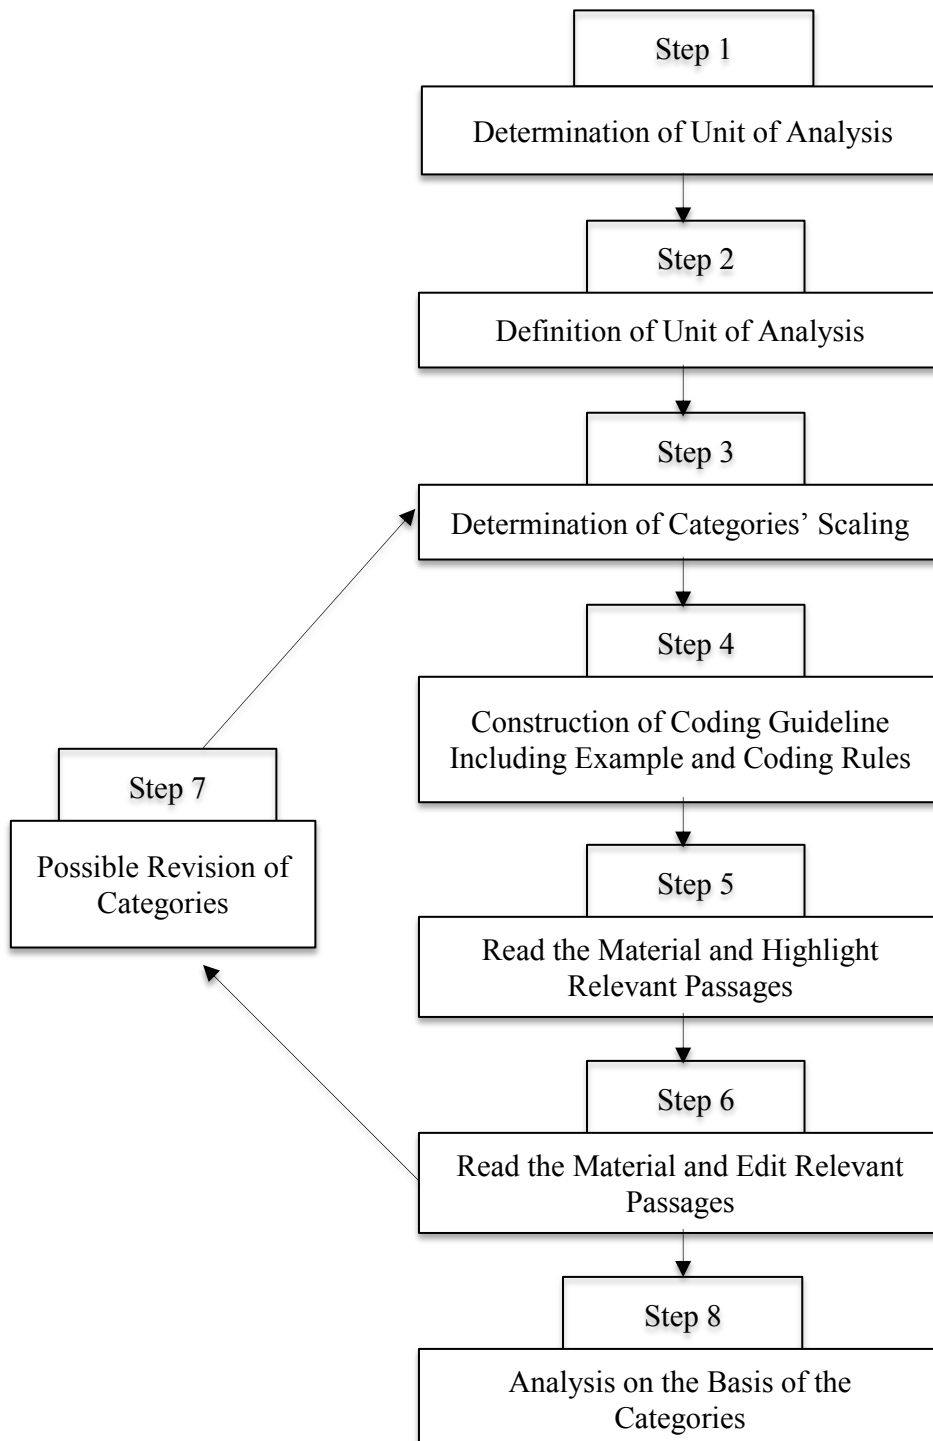 Step 1
Determination of Unit of Analysis
Step 2
Definition of Unit of Analysis
Step 3
Determination of Categories’ Scaling
Step 4
Construction of Coding Guideline
Including Example and Coding Rules
Step 7
Possible Revision of
Categories
Step 5
Read the Material and Highlight
Relevant Passages
Step 6
Read the Material and Edit Relevant
Passages
Step 8
Analysis on the Basis of the
Categories